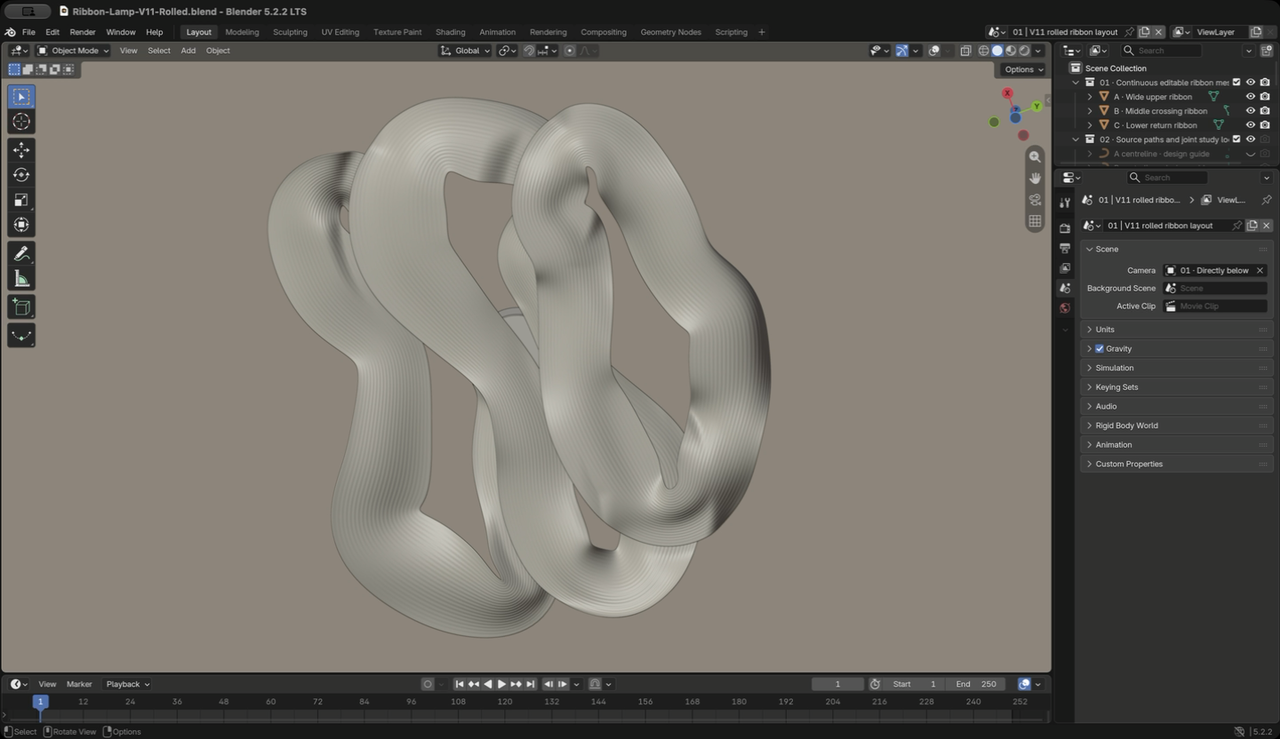 Ribbon-Lamp-V11-Rolled.blend - Blender 5.2.2 LTS
File Edit Render Window Help Layout Modeling Sculpting UV Editing Texture Paint Shading Animation Rendering Compositing Geometry Nodes Scripting + 01 | V11 rolled ribbon layout ViewLayer
Object Mode View Select Add Object Global Search
Options
X
Y
Scene Collection
01 · Continuous editable ribbon mes
A · Wide upper ribbon
B · Middle crossing ribbon
C · Lower return ribbon
02 · Source paths and joint study lo
A centreline · design guide
Search
01 | V11 rolled ribbo... > ViewL...
01 | V11 rolled ribbon layout
Scene
Camera 01 · Directly below
Background Scene Scene
Active Clip Movie Clip
Units
Gravity
Simulation
Keying Sets
Audio
Rigid Body World
Animation
Custom Properties
View Marker Playback 1 Start 1 End 250
1 12 24 36 48 60 72 84 96 108 120 132 144 156 168 180 192 204 216 228 240 252
Select Rotate View Options 5.2.2